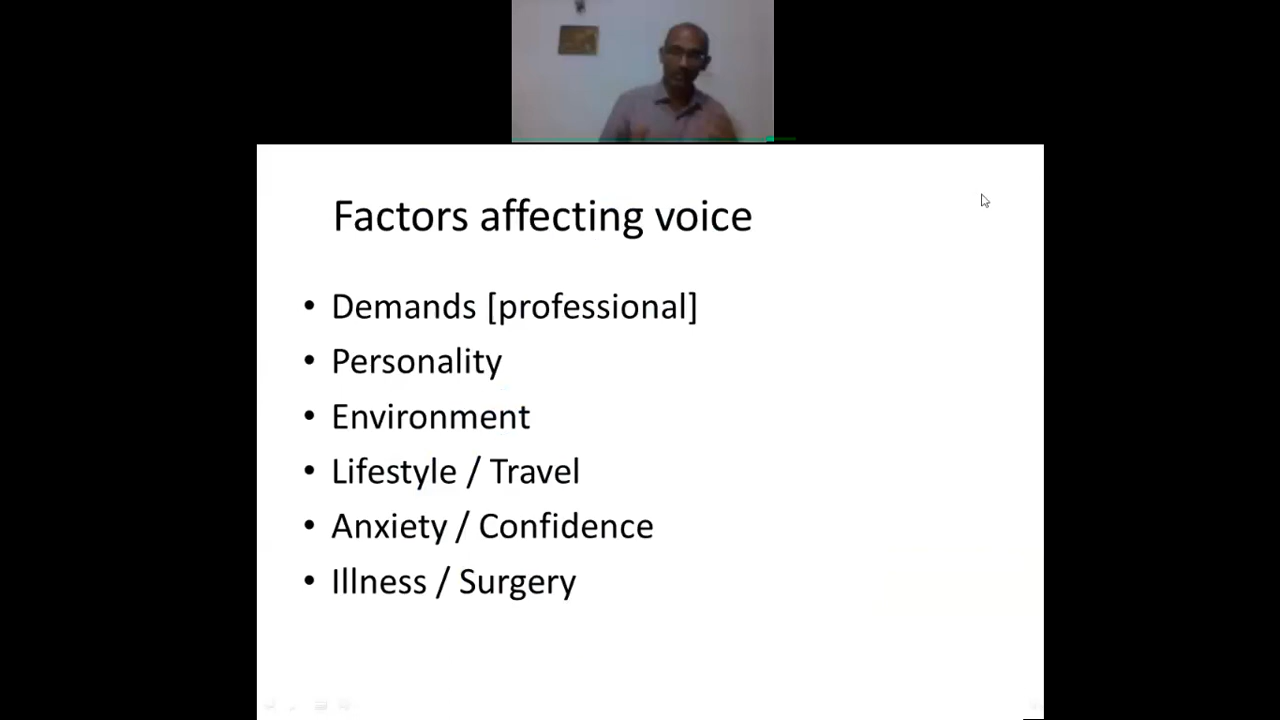 Factors affecting voice
• Demands [professional]
• Personality
• Environment
• Lifestyle / Travel
• Anxiety / Confidence
• Illness / Surgery